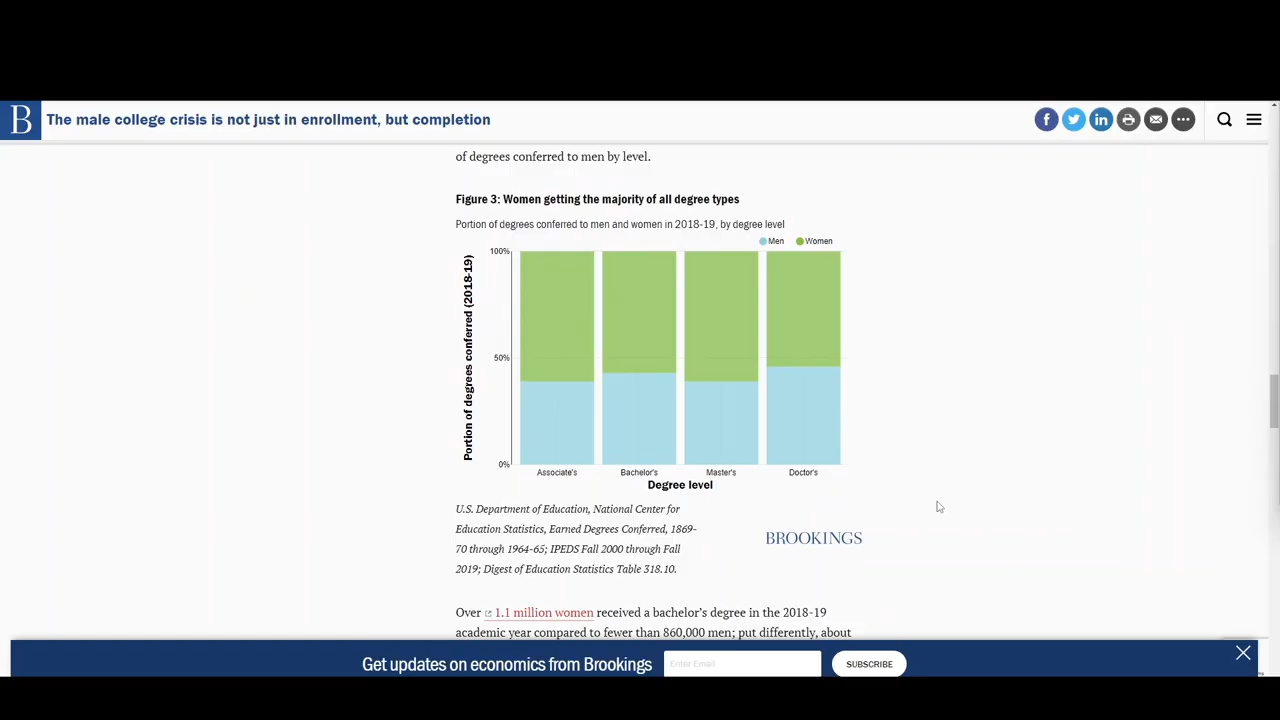 B The male college crisis is not just in enrollment, but completion
of degrees conferred to men by level.
Figure 3: Women getting the majority of all degree types
Portion of degrees conferred to men and women in 2018-19, by degree level
Men Women
Portion of degrees conferred (2018-19)
100%
50%
0%
Associate's Bachelor's Master's Doctor's
Degree level
U.S. Department of Education, National Center for
Education Statistics, Earned Degrees Conferred, 1869-
70 through 1964-65; IPEDS Fall 2000 through Fall
2019; Digest of Education Statistics Table 318.10.
BROOKINGS
Over 1.1 million women received a bachelor’s degree in the 2018-19
academic year compared to fewer than 860,000 men; put differently, about
Get updates on economics from Brookings Enter Email SUBSCRIBE